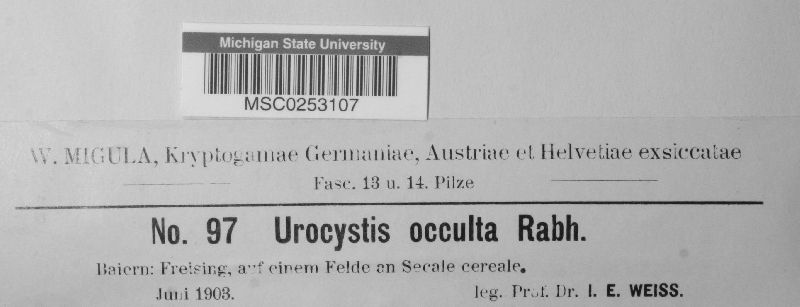 Michigan State University
MSC0253107
W. MIGULA, Kryptogamae Germaniae, Austriae et Helvetiae exsiccatae
Fasc. 13 u. 14. Pilze
No. 97 Urocystis occulta Rabh.
Baiern: Freising, auf einem Felde an Secale cereale.
Juni 1903. leg. Prof. Dr. I. E. WEISS.